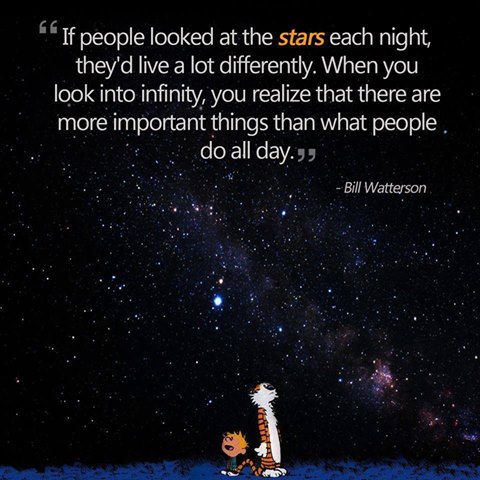 “ If people looked at the stars each night,
they'd live a lot differently. When you
look into infinity, you realize that there are
more important things than what people
do all day. ”
- Bill Watterson